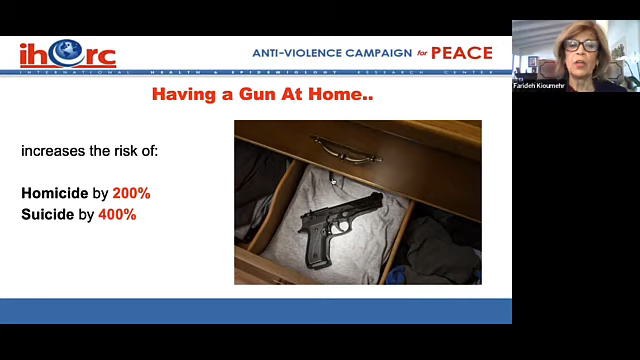 iherc
ANTI-VIOLENCE CAMPAIGN for PEACE
INTERNATIONAL HEALTH & EPIDEMIOLOGY RESEARCH CENTER
Having a Gun At Home..
increases the risk of:
Homicide by 200%
Suicide by 400%
Farideh Kioumehr